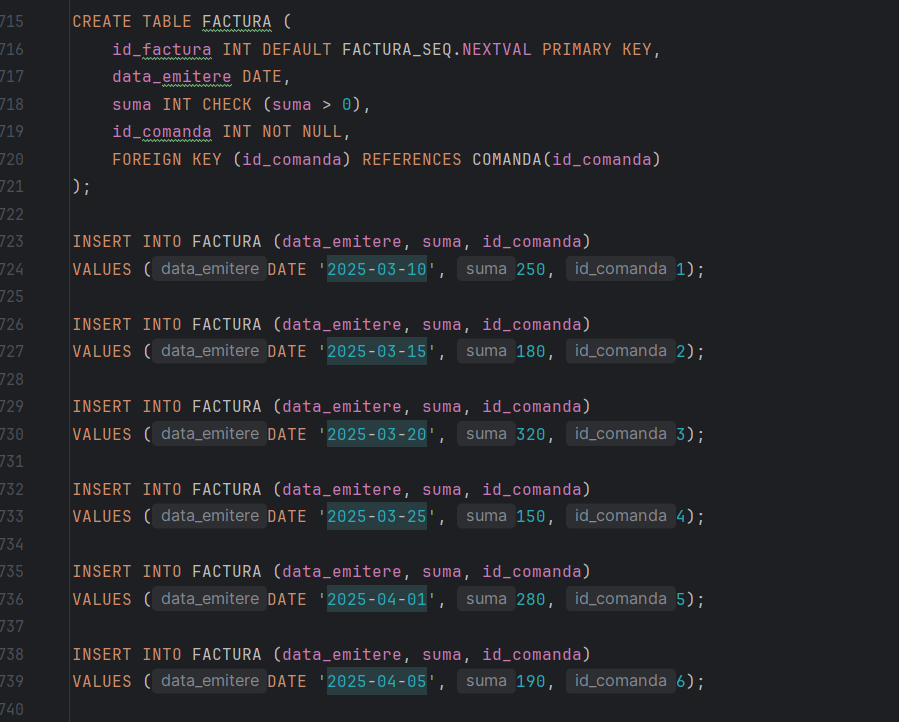 715 CREATE TABLE FACTURA (
716 id_factura INT DEFAULT FACTURA_SEQ.NEXTVAL PRIMARY KEY,
717 data_emitere DATE,
718 suma INT CHECK (suma > 0),
719 id_comanda INT NOT NULL,
720 FOREIGN KEY (id_comanda) REFERENCES COMANDA(id_comanda)
721 );
722
723 INSERT INTO FACTURA (data_emitere, suma, id_comanda)
724 VALUES ( data_emitere DATE '2025-03-10', suma 250, id_comanda 1);
725
726 INSERT INTO FACTURA (data_emitere, suma, id_comanda)
727 VALUES ( data_emitere DATE '2025-03-15', suma 180, id_comanda 2);
728
729 INSERT INTO FACTURA (data_emitere, suma, id_comanda)
730 VALUES ( data_emitere DATE '2025-03-20', suma 320, id_comanda 3);
731
732 INSERT INTO FACTURA (data_emitere, suma, id_comanda)
733 VALUES ( data_emitere DATE '2025-03-25', suma 150, id_comanda 4);
734
735 INSERT INTO FACTURA (data_emitere, suma, id_comanda)
736 VALUES ( data_emitere DATE '2025-04-01', suma 280, id_comanda 5);
737
738 INSERT INTO FACTURA (data_emitere, suma, id_comanda)
739 VALUES ( data_emitere DATE '2025-04-05', suma 190, id_comanda 6);
740